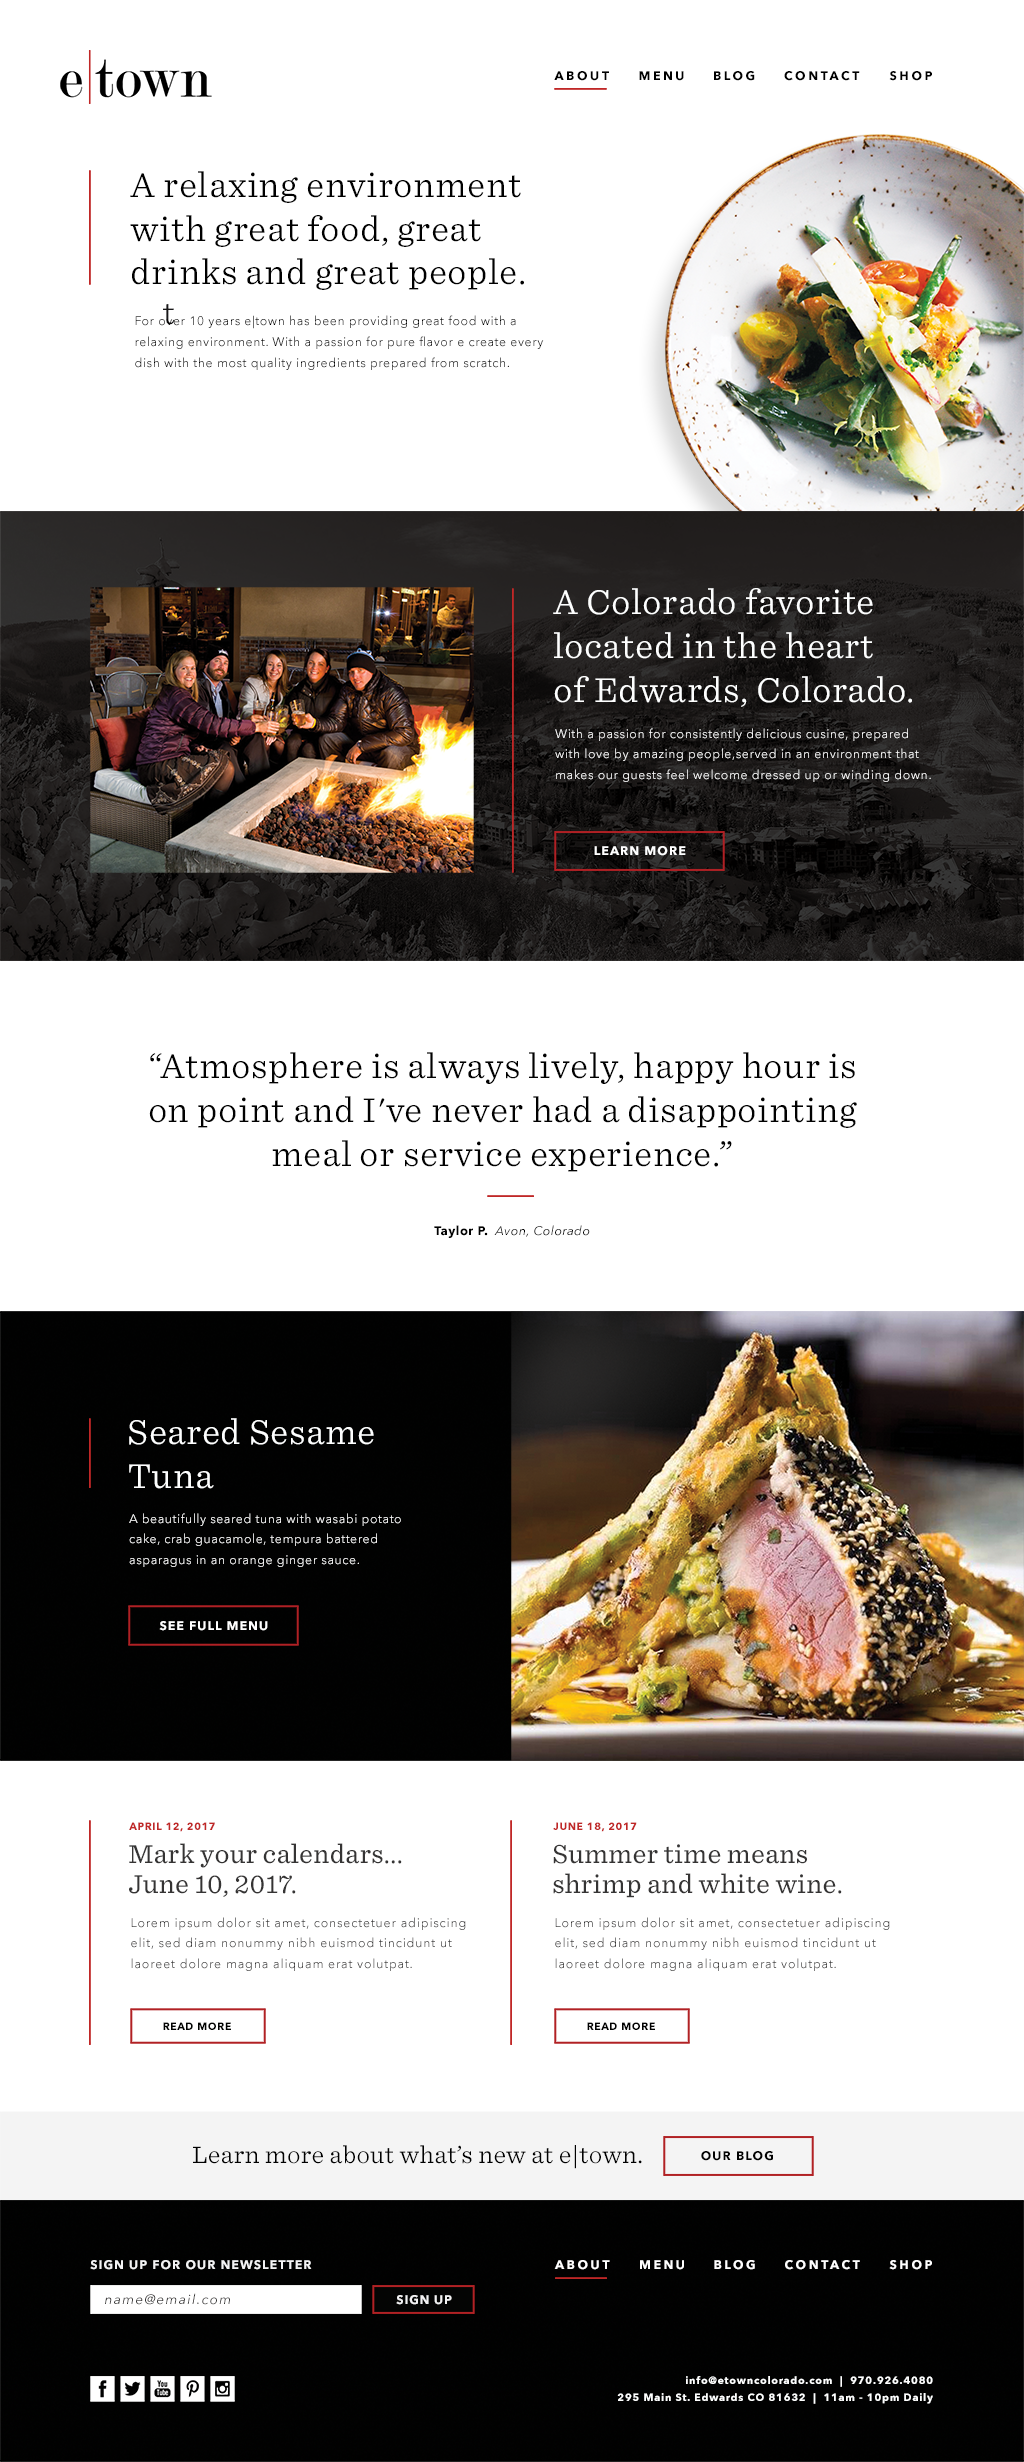 e|town
ABOUT MENU BLOG CONTACT SHOP
A relaxing environment
with great food, great
drinks and great people.
t
For over 10 years e|town has been providing great food with a
relaxing environment. With a passion for pure flavor e create every
dish with the most quality ingredients prepared from scratch.
A Colorado favorite
located in the heart
of Edwards, Colorado.
With a passion for consistently delicious cusine, prepared
with love by amazing people,served in an environment that
makes our guests feel welcome dressed up or winding down.
LEARN MORE
“Atmosphere is always lively, happy hour is
on point and I've never had a disappointing
meal or service experience.”
Taylor P. Avon, Colorado
Seared Sesame
Tuna
A beautifully seared tuna with wasabi potato
cake, crab guacamole, tempura battered
asparagus in an orange ginger sauce.
SEE FULL MENU
APRIL 12, 2017
Mark your calendars...
June 10, 2017.
Lorem ipsum dolor sit amet, consectetuer adipiscing
elit, sed diam nonummy nibh euismod tincidunt ut
laoreet dolore magna aliquam erat volutpat.
READ MORE
JUNE 18, 2017
Summer time means
shrimp and white wine.
Lorem ipsum dolor sit amet, consectetuer adipiscing
elit, sed diam nonummy nibh euismod tincidunt ut
laoreet dolore magna aliquam erat volutpat.
READ MORE
Learn more about what’s new at e|town.
OUR BLOG
SIGN UP FOR OUR NEWSLETTER
name@email.com
SIGN UP
ABOUT MENU BLOG CONTACT SHOP
You
Tube
info@etowncolorado.com | 970.926.4080
295 Main St. Edwards CO 81632 | 11am - 10pm Daily